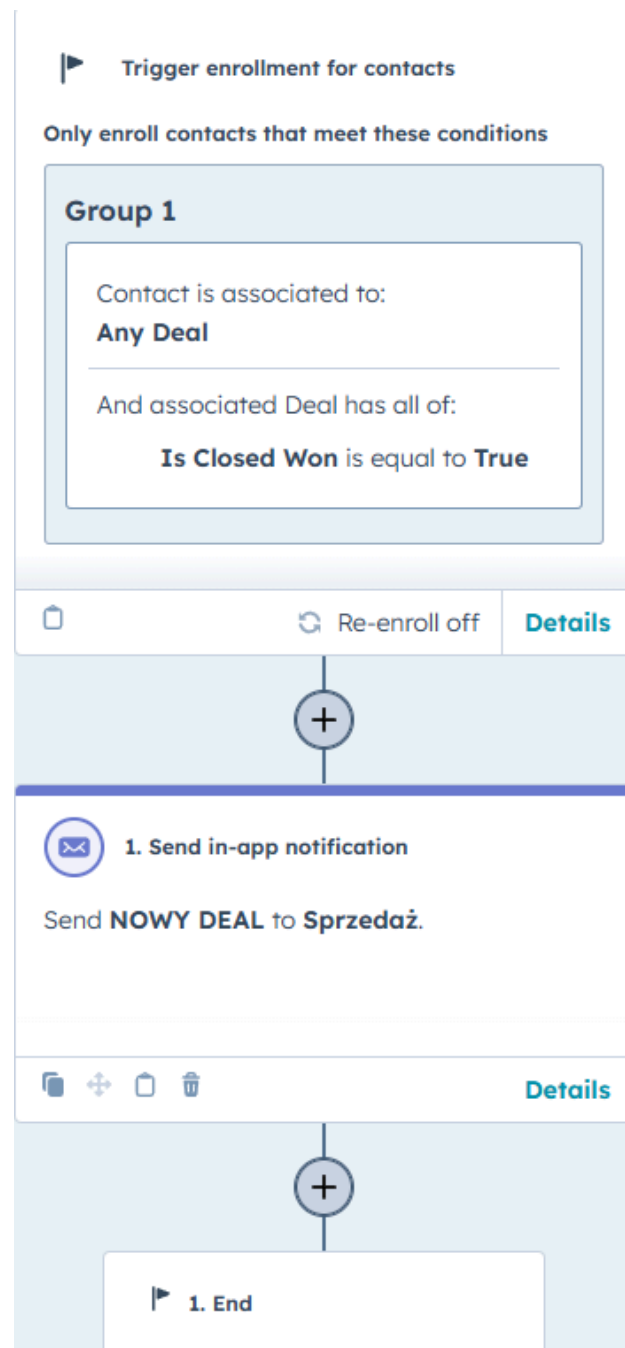 Trigger enrollment for contacts
Only enroll contacts that meet these conditions
Group 1
Contact is associated to:
Any Deal
And associated Deal has all of:
Is Closed Won is equal to True
Re-enroll off
Details
1. Send in-app notification
Send NOWY DEAL to Sprzedaż.
Details
1. End